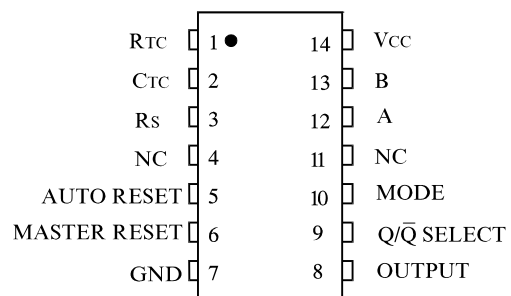 RTC 1 14 VCC
CTC 2 13 B
RS 3 12 A
NC 4 11 NC
AUTO RESET 5 10 MODE
MASTER RESET 6 9 Q/Q̅ SELECT
GND 7 8 OUTPUT